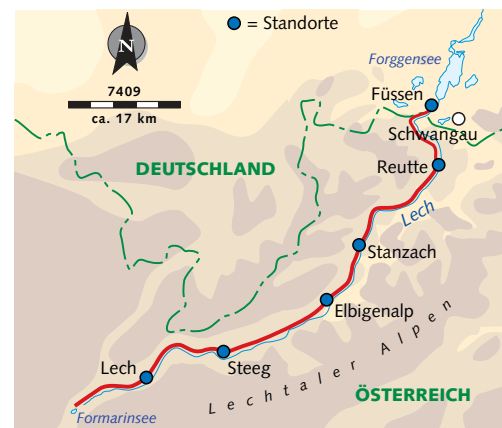 = Standorte
N
Forggensee
7409
Füssen
ca. 17 km
Schwangau
DEUTSCHLAND
Reutte
Lech
Stanzach
Elbigenalp
Lech
Steeg
Lechtaler Alpen
ÖSTERREICH
Formarinsee